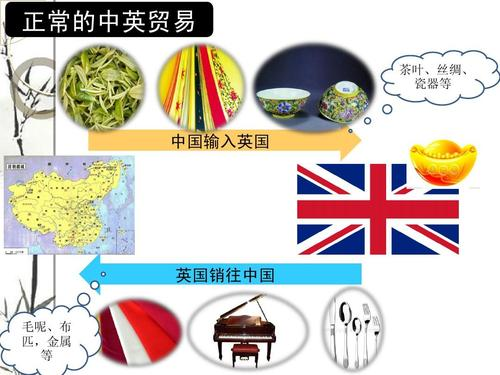 正常的中英贸易
茶叶、丝绸、
瓷器等
中国输入英国
英国销往中国
毛呢、布
匹，金属
等